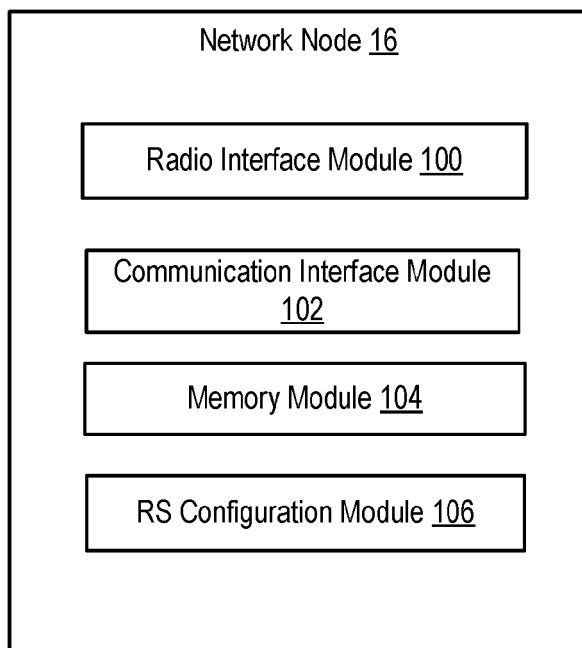 Network Node 16
Radio Interface Module 100
Communication Interface Module
102
Memory Module 104
RS Configuration Module 106